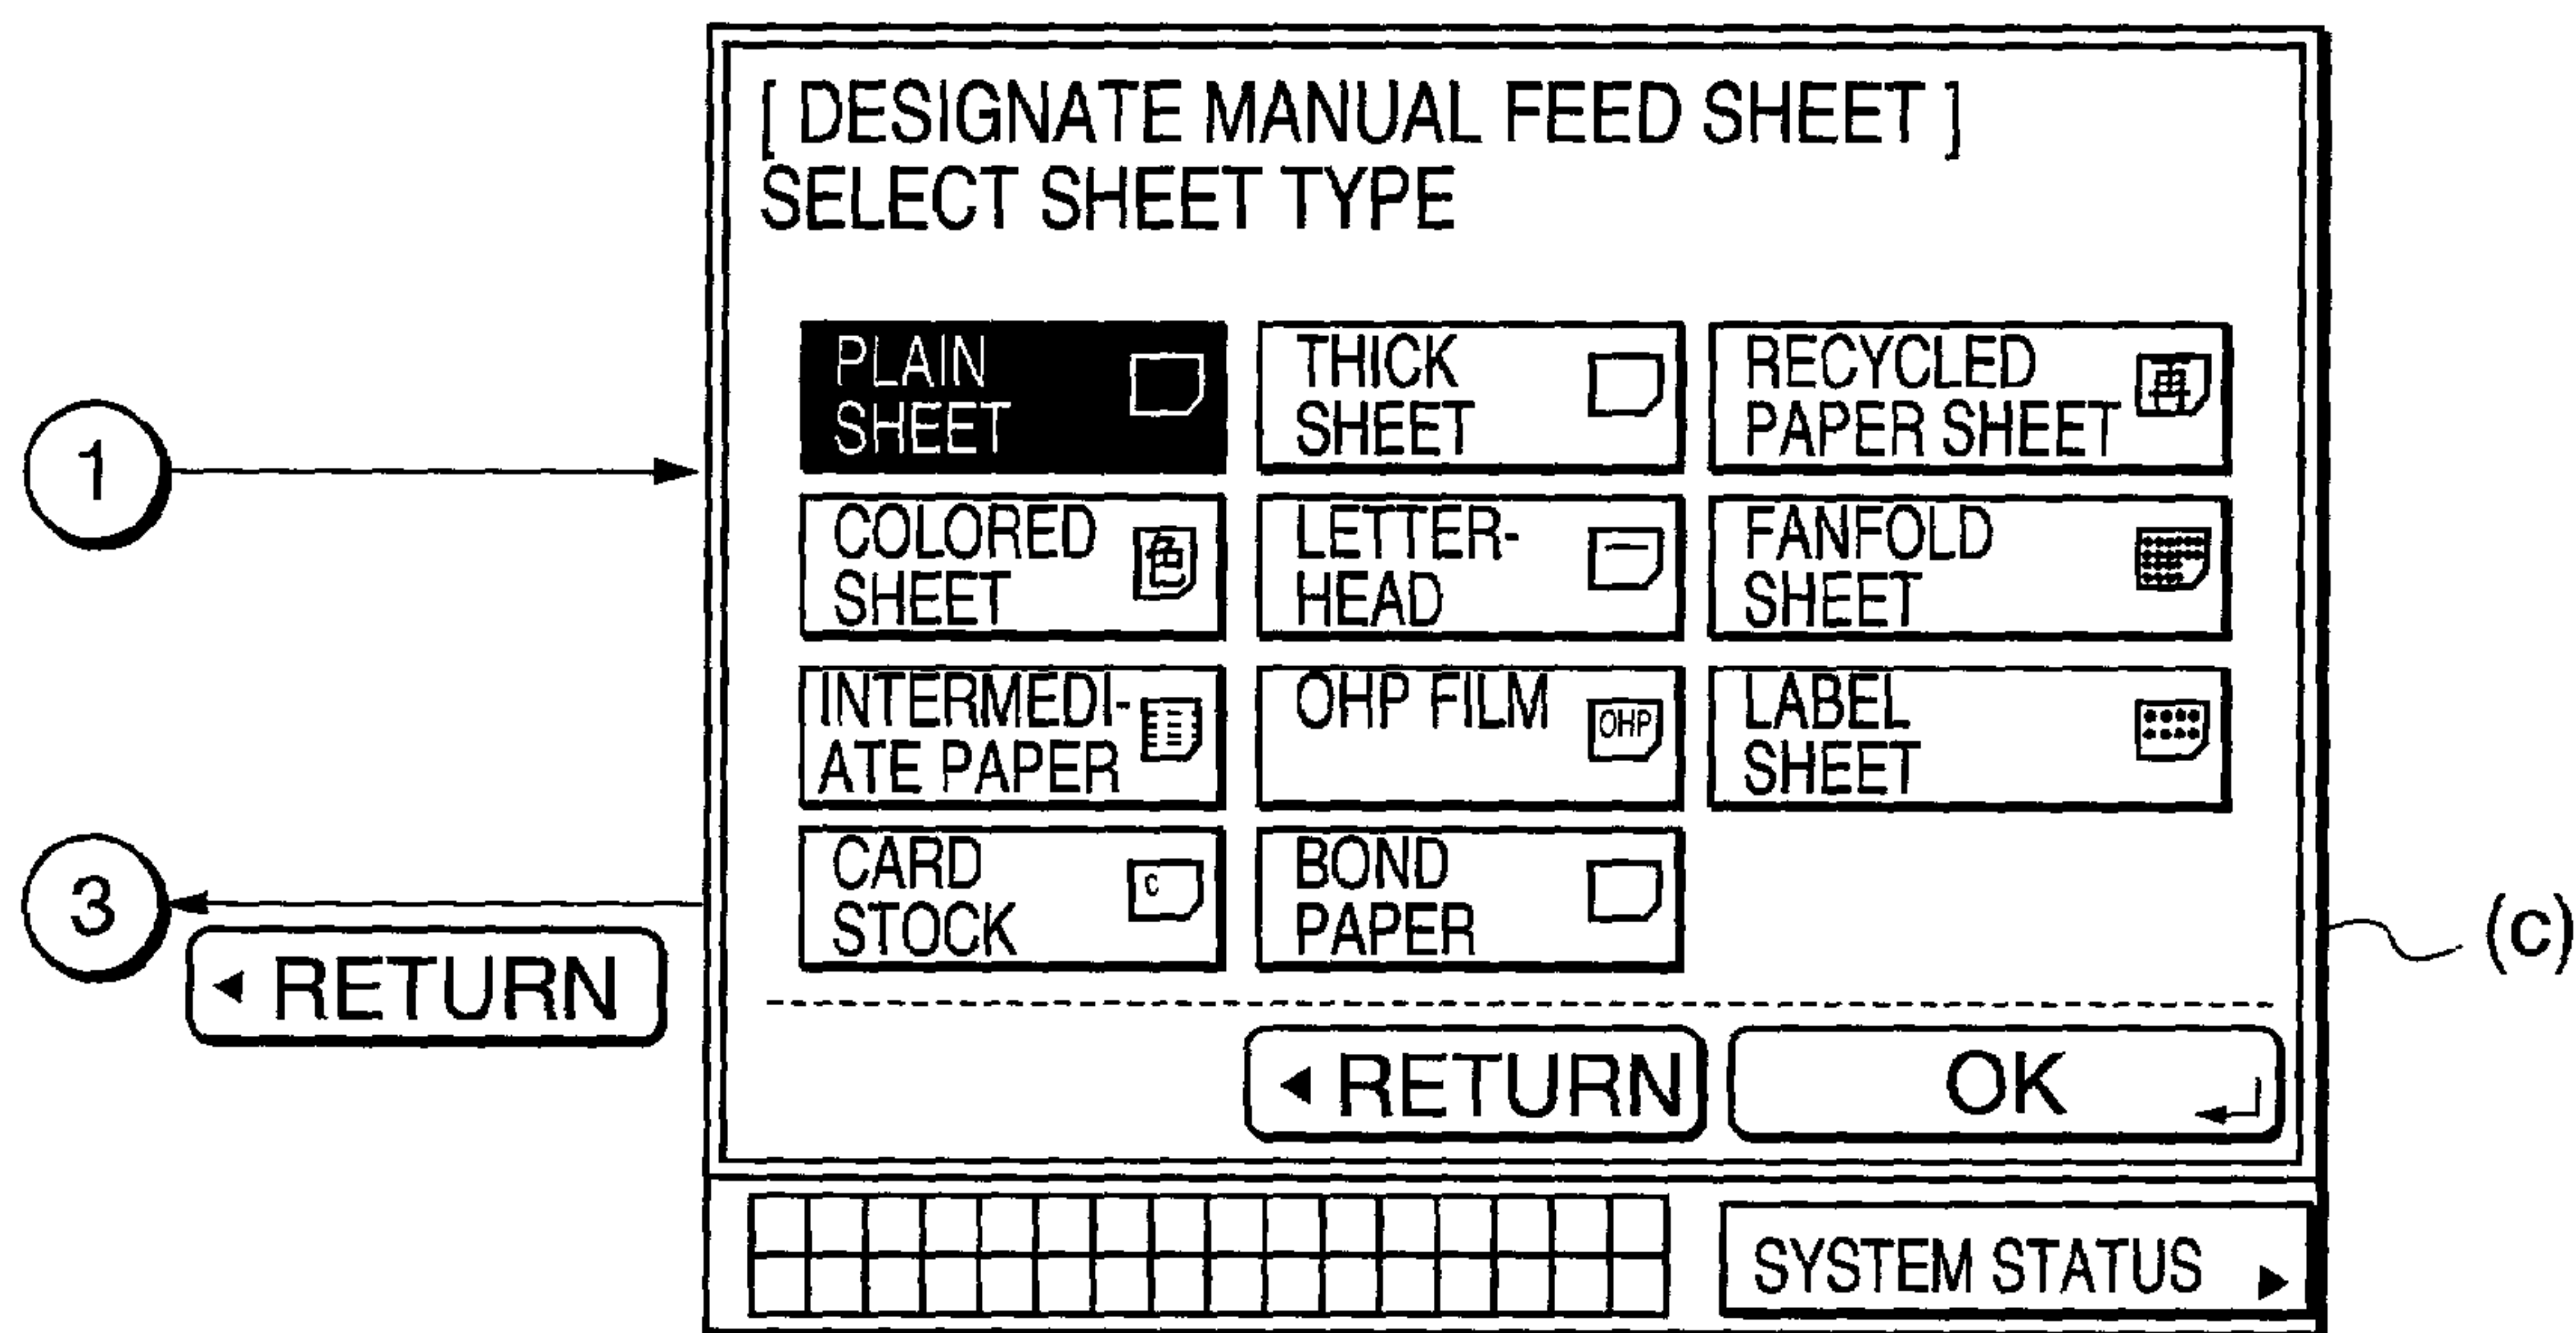 [ DESIGNATE MANUAL FEED SHEET ]
SELECT SHEET TYPE
PLAIN
SHEET
THICK
SHEET
RECYCLED
PAPER SHEET
再
1
COLORED
SHEET
色
LETTER-
HEAD
FANFOLD
SHEET
INTERMEDI-
ATE PAPER
OHP FILM
OHP
LABEL
SHEET
CARD
STOCK
C
BOND
PAPER
3
◂ RETURN
(c)
◂ RETURN
OK
SYSTEM STATUS ▸